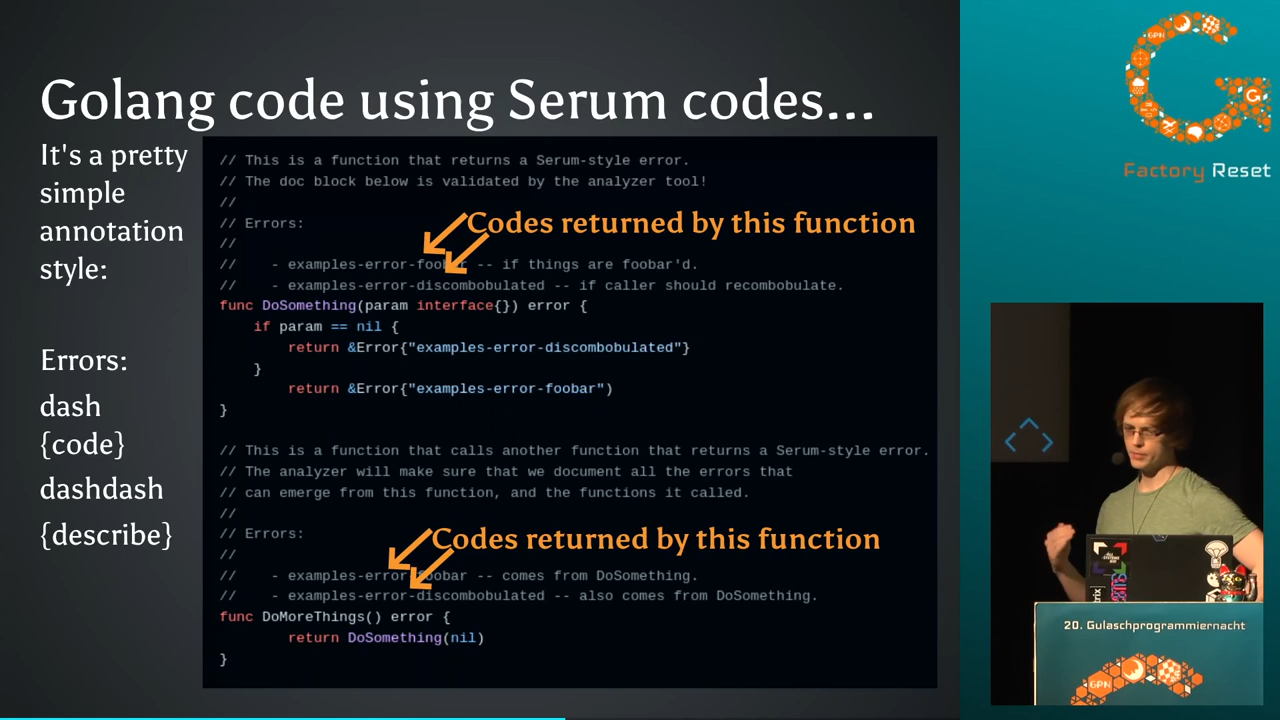 Golang code using Serum codes...
It's a pretty
simple
annotation
style:
Errors:
dash
{code}
dashdash
{describe}
// This is a function that returns a Serum-style error.
// The doc block below is validated by the analyzer tool!
//
// Errors:
Codes returned by this function
//
//    - examples-error-foobar -- if things are foobar'd.
//    - examples-error-discombobulated -- if caller should recombobulate.
func DoSomething(param interface{}) error {
    if param == nil {
        return &Error{"examples-error-discombobulated"}
    }
        return &Error{"examples-error-foobar")
}
// This is a function that calls another function that returns a Serum-style error.
// The analyzer will make sure that we document all the errors that
// can emerge from this function, and the functions it called.
//
// Errors:
Codes returned by this function
//
//    - examples-error-foobar -- comes from DoSomething.
//    - examples-error-discombobulated -- also comes from DoSomething.
func DoMoreThings() error {
        return DoSomething(nil)
}
GPN
G
Factory Reset
20. Gulaschprogrammiernacht
GPN